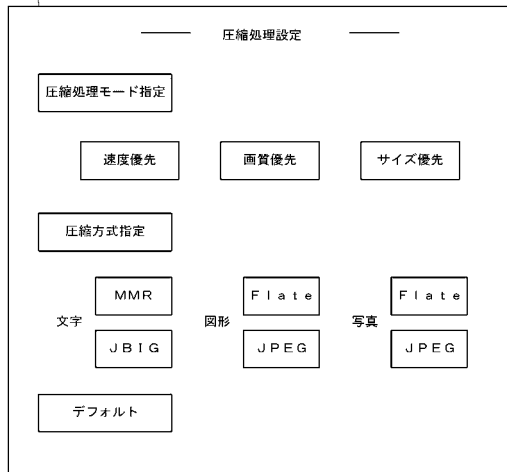 圧縮処理設定
圧縮処理モード指定
速度優先 画質優先 サイズ優先
圧縮方式指定
MMR Flate Flate
文字 図形 写真
JBIG JPEG JPEG
デフォルト